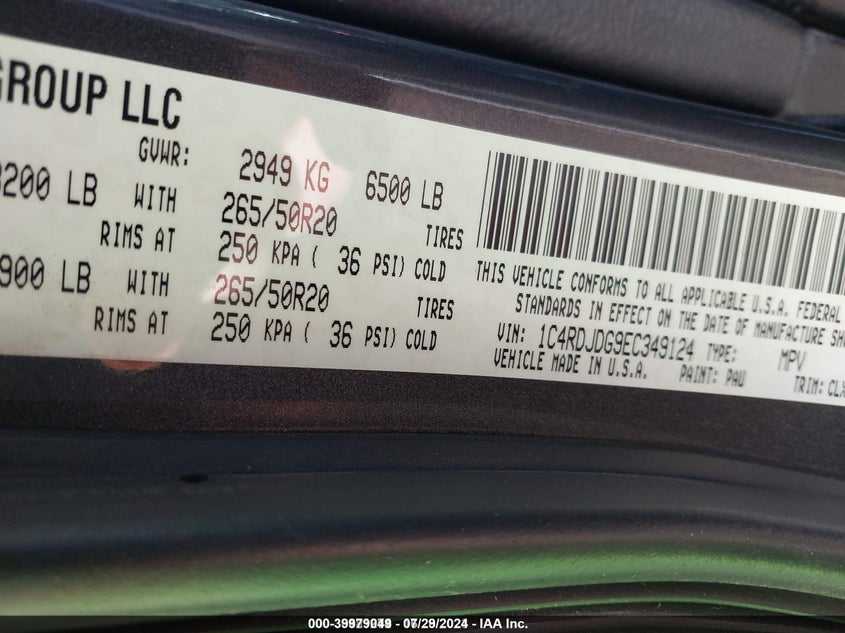 GROUP LLC
GVWR: 2949 KG 6500 LB
200 LB WITH 265/50R20 TIRES
RIMS AT 250 KPA ( 36 PSI) COLD
900 LB WITH 265/50R20 TIRES
RIMS AT 250 KPA ( 36 PSI) COLD
THIS VEHICLE CONFORMS TO ALL APPLICABLE U.S.A. FEDERAL
STANDARDS IN EFFECT ON THE DATE OF MANUFACTURE SHO
VIN: 1C4RDJDG9EC349124 TYPE: MPV
VEHICLE MADE IN U.S.A. PAINT: PAU TRIM: CLX
07/29/2024 - IAA Inc.